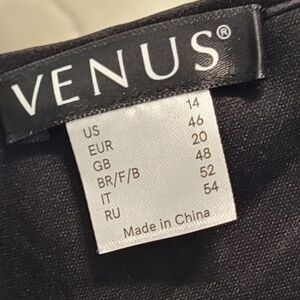 VENUS®
US 14
EUR 46
GB 20
BR/F/B 48
IT 52
RU 54
Made in China